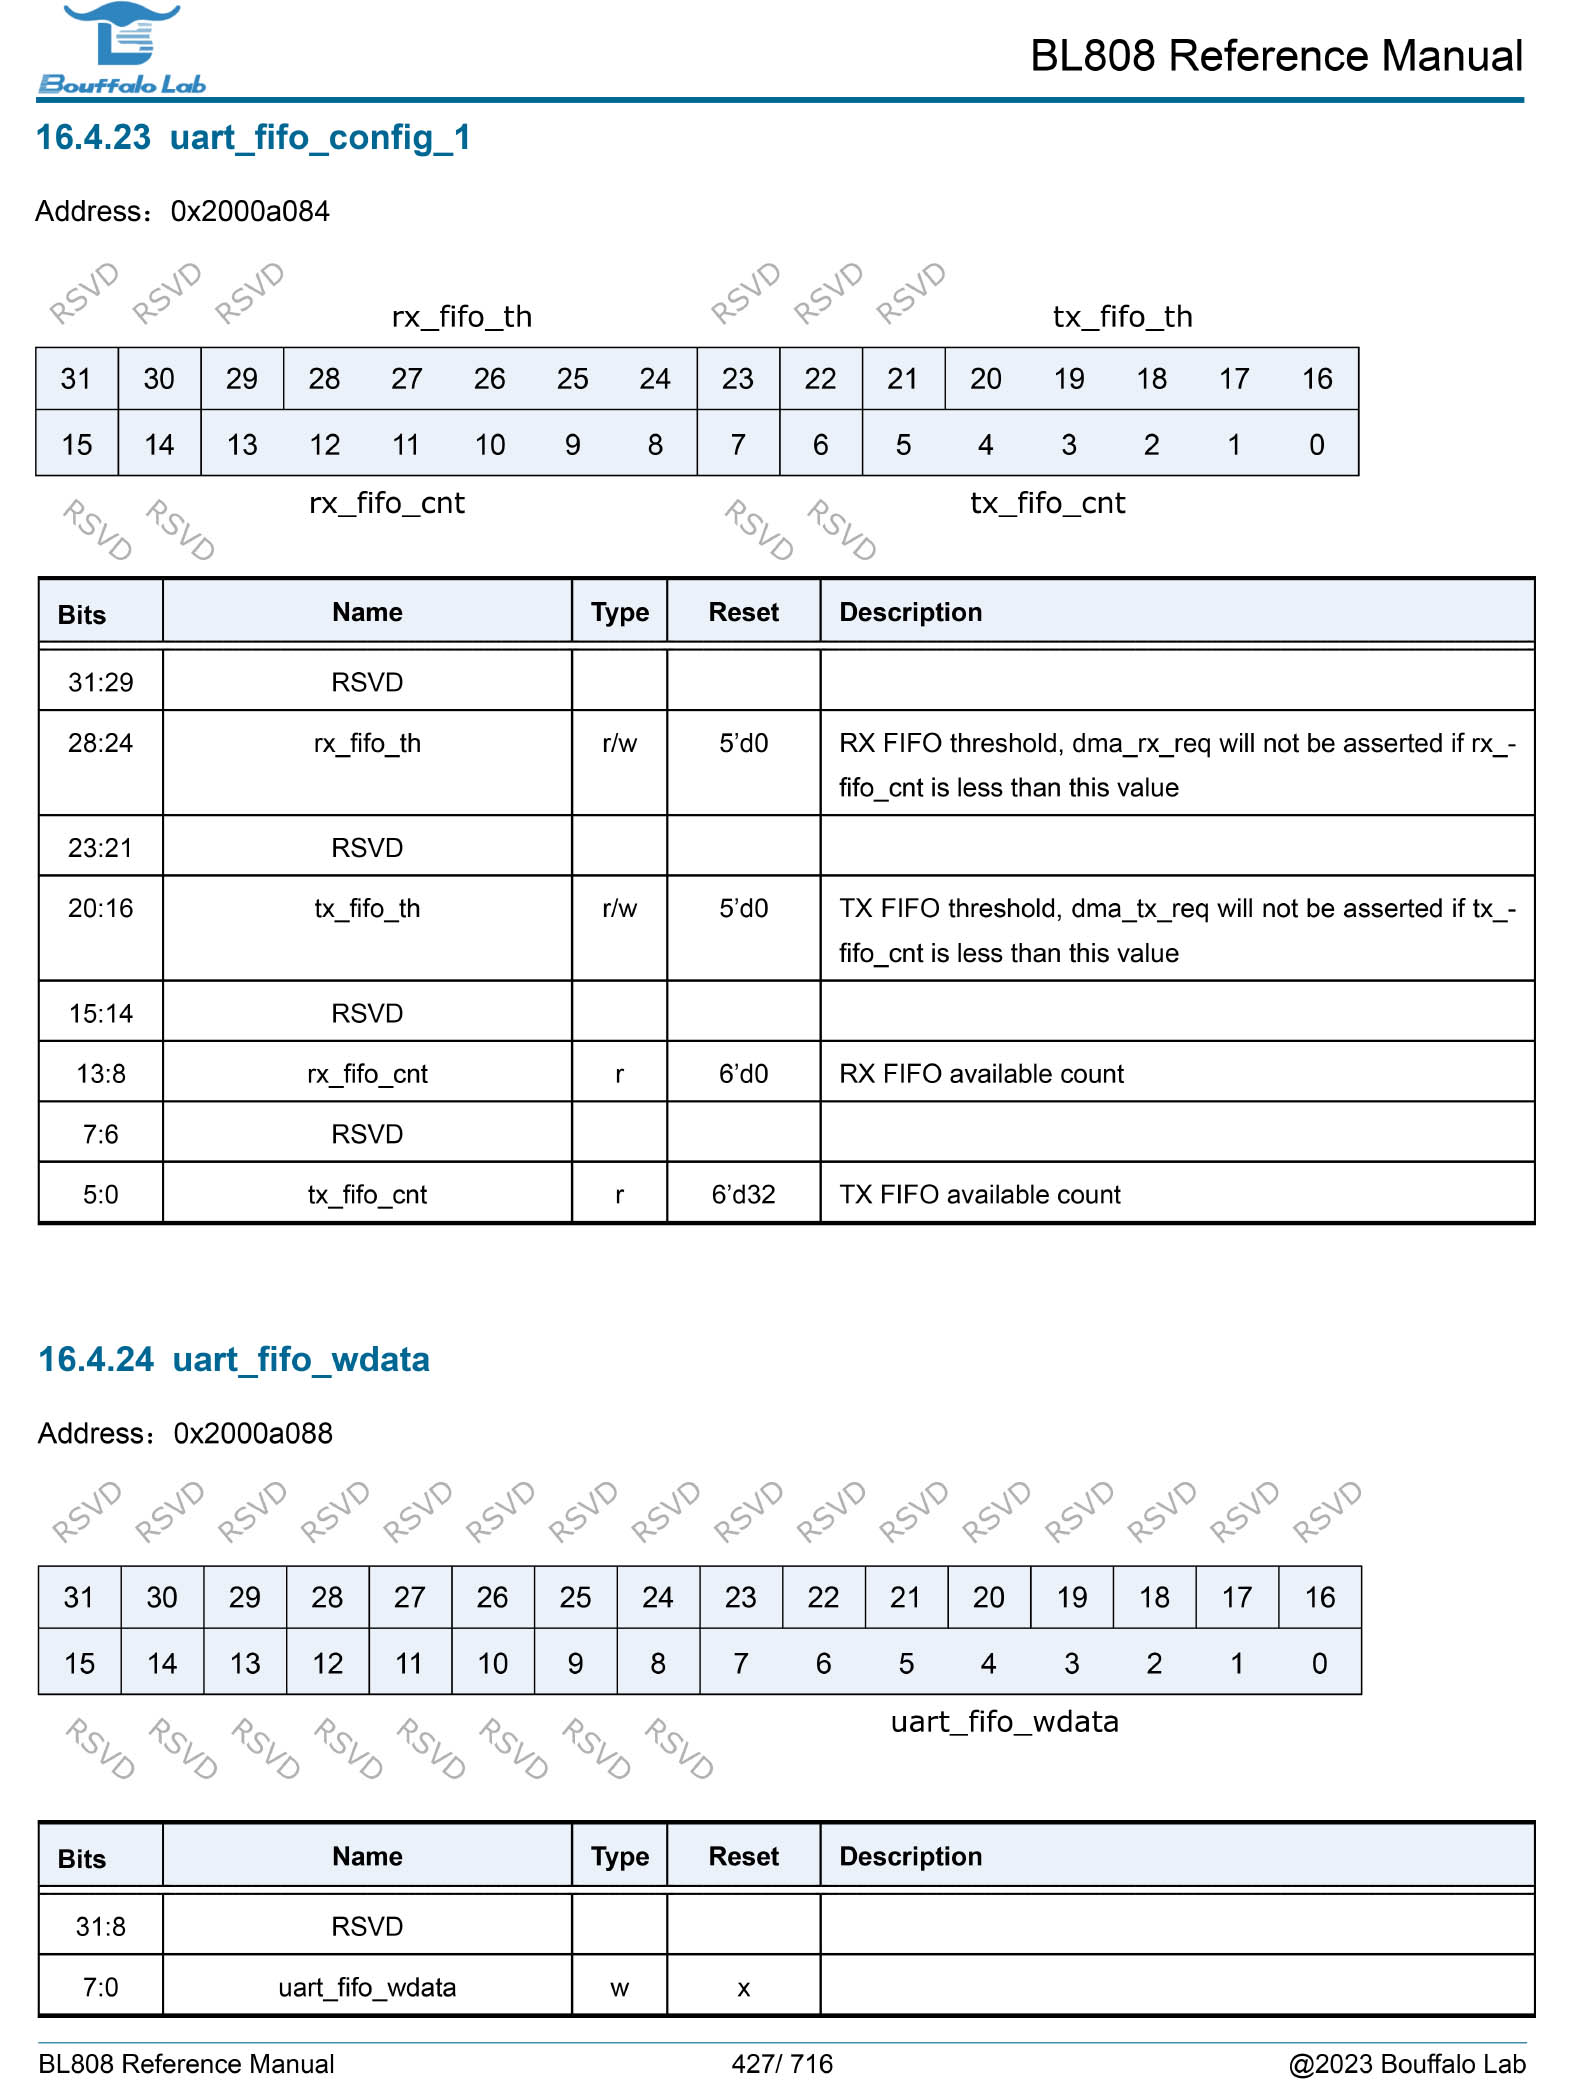 Bouffalo Lab
BL808 Reference Manual
16.4.23 uart_fifo_config_1
Address：0x2000a084
RSVD RSVD RSVD rx_fifo_th RSVD RSVD RSVD tx_fifo_th
31 30 29 28 27 26 25 24 23 22 21 20 19 18 17 16
15 14 13 12 11 10 9 8 7 6 5 4 3 2 1 0
RSVD RSVD rx_fifo_cnt RSVD RSVD tx_fifo_cnt
Bits Name Type Reset Description
31:29 RSVD
28:24 rx_fifo_th r/w 5’d0 RX FIFO threshold, dma_rx_req will not be asserted if rx_-
fifo_cnt is less than this value
23:21 RSVD
20:16 tx_fifo_th r/w 5’d0 TX FIFO threshold, dma_tx_req will not be asserted if tx_-
fifo_cnt is less than this value
15:14 RSVD
13:8 rx_fifo_cnt r 6’d0 RX FIFO available count
7:6 RSVD
5:0 tx_fifo_cnt r 6’d32 TX FIFO available count
16.4.24 uart_fifo_wdata
Address：0x2000a088
RSVD RSVD RSVD RSVD RSVD RSVD RSVD RSVD RSVD RSVD RSVD RSVD RSVD RSVD RSVD RSVD
31 30 29 28 27 26 25 24 23 22 21 20 19 18 17 16
15 14 13 12 11 10 9 8 7 6 5 4 3 2 1 0
RSVD RSVD RSVD RSVD RSVD RSVD RSVD RSVD uart_fifo_wdata
Bits Name Type Reset Description
31:8 RSVD
7:0 uart_fifo_wdata w x
BL808 Reference Manual 427/ 716 @2023 Bouffalo Lab